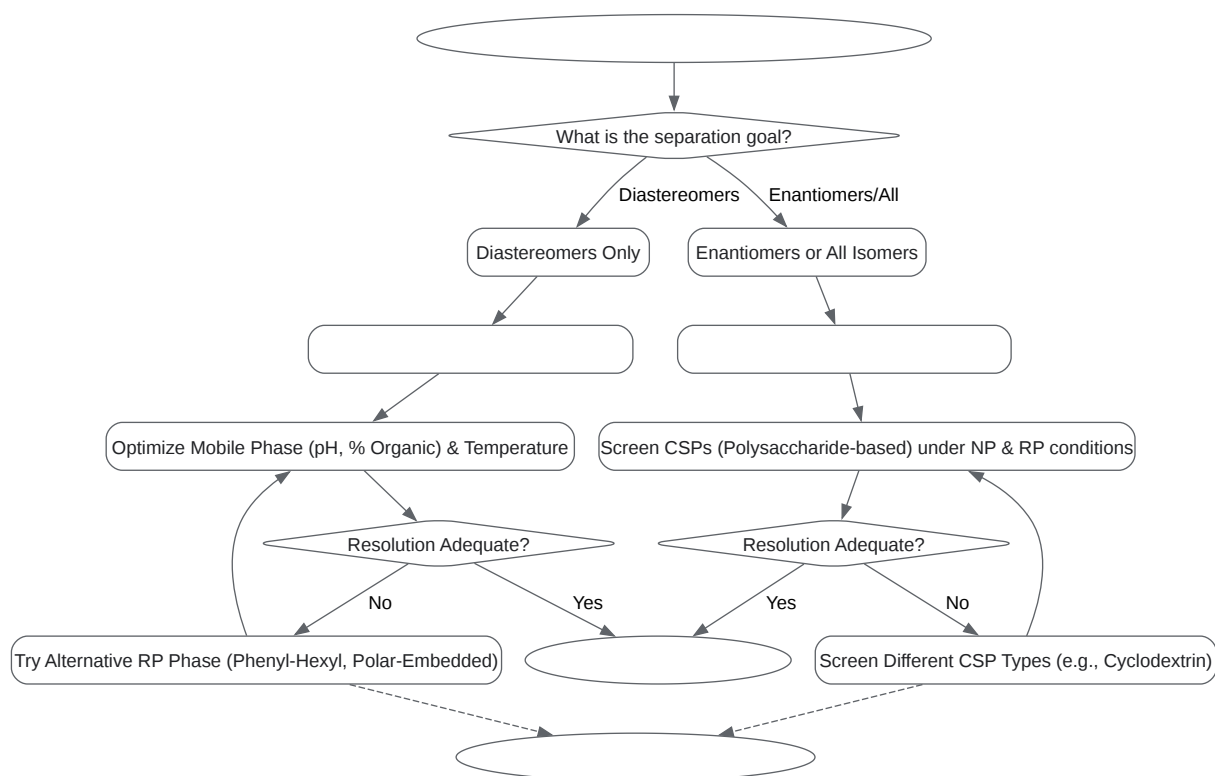 What is the separation goal?
Diastereomers
Enantiomers/All
Diastereomers Only
Enantiomers or All Isomers
Optimize Mobile Phase (pH, % Organic) & Temperature
Screen CSPs (Polysaccharide-based) under NP & RP conditions
Resolution Adequate?
Resolution Adequate?
No
Yes
Yes
No
Try Alternative RP Phase (Phenyl-Hexyl, Polar-Embedded)
Screen Different CSP Types (e.g., Cyclodextrin)